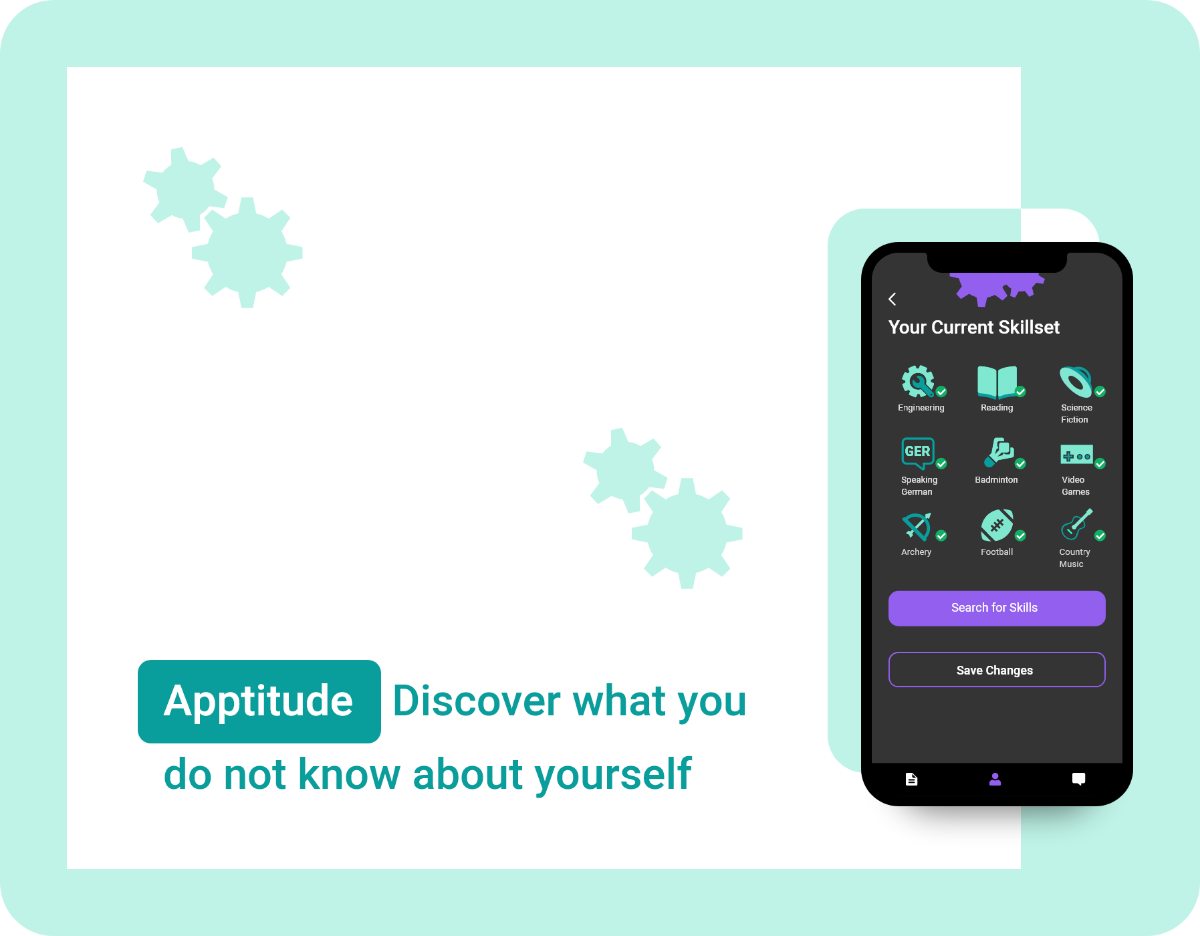 Apptitude Discover what you
do not know about yourself
Your Current Skillset
Engineering
Reading
Science
Fiction
GER
Speaking
German
Badminton
Video
Games
Archery
Football
Country
Music
Search for Skills
Save Changes